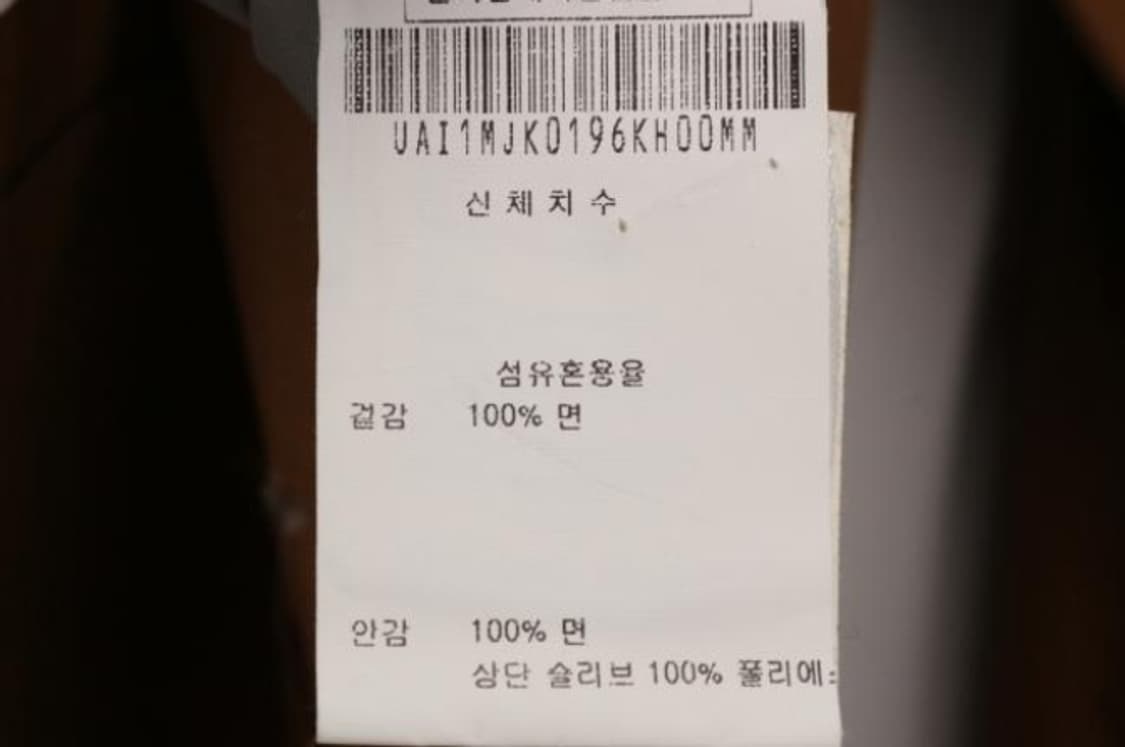 UAI1MJK0196KH00MM
신체치수
섬유혼용율
겉감 100% 면
안감 100% 면
상단 슬리브 100% 폴리에